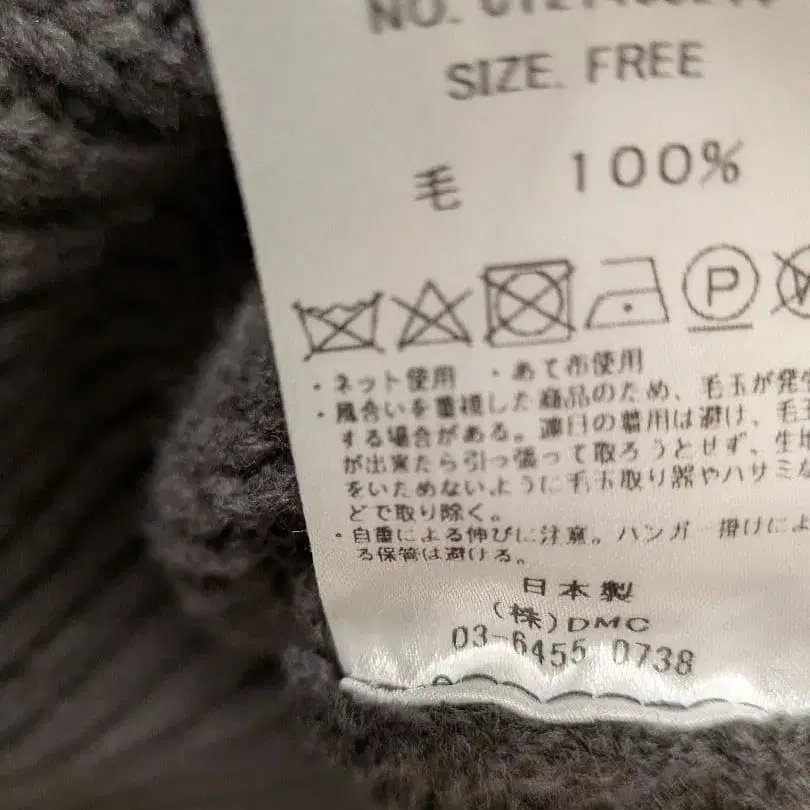 SIZE. FREE
毛 100%
P
・ネット使用 ・あて布使用
・風合いを重視した商品のため、毛玉が発生
する場合がある。連日の着用は避け、毛玉
が出来たら引っ張って取ろうとせず、生地
をいためないように毛玉取り器やハサミな
どで取り除く。
・自重による伸びに注意。ハンガー掛けによ
る保管は避ける。
日本製
(株)DMC
03-6455 0738